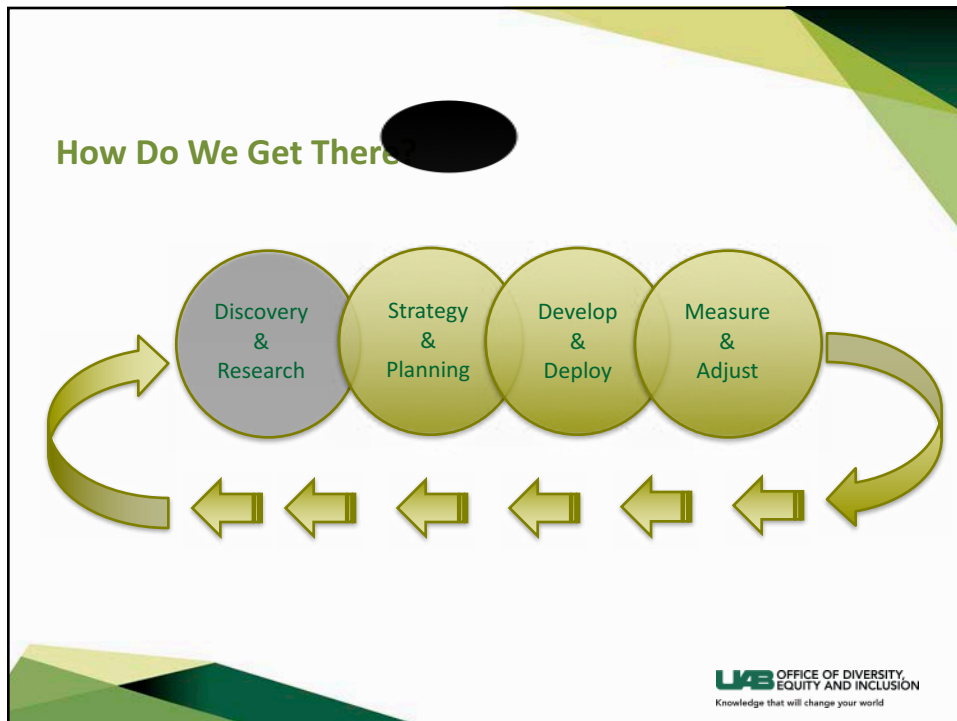 How Do We Get There?
Discovery
&
Research
Strategy
&
Planning
Develop
&
Deploy
Measure
&
Adjust
UAB OFFICE OF DIVERSITY,
EQUITY AND INCLUSION
Knowledge that will change your world